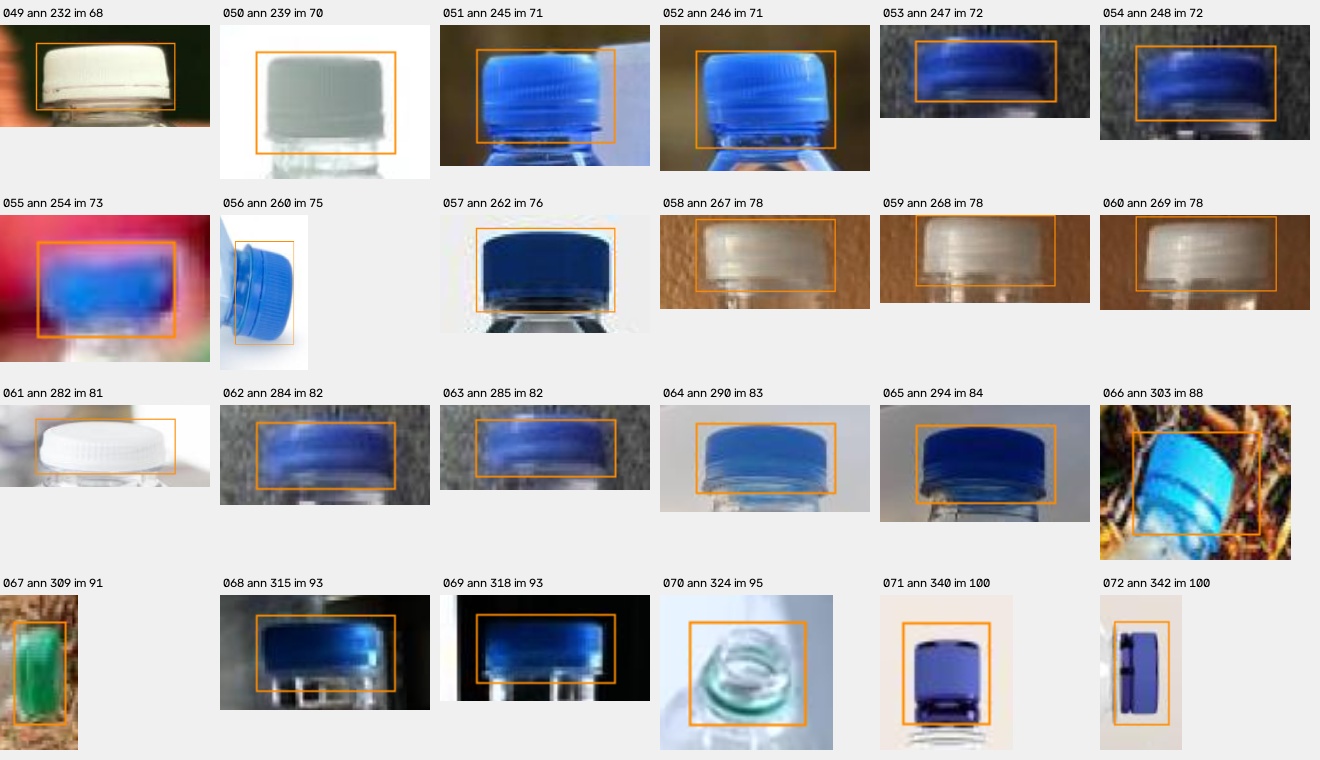 049 ann 232 im 68
050 ann 239 im 70
051 ann 245 im 71
052 ann 246 im 71
053 ann 247 im 72
054 ann 248 im 72
055 ann 254 im 73
056 ann 260 im 75
057 ann 262 im 76
058 ann 267 im 78
059 ann 268 im 78
060 ann 269 im 78
061 ann 282 im 81
062 ann 284 im 82
063 ann 285 im 82
064 ann 290 im 83
065 ann 294 im 84
066 ann 303 im 88
067 ann 309 im 91
068 ann 315 im 93
069 ann 318 im 93
070 ann 324 im 95
071 ann 340 im 100
072 ann 342 im 100